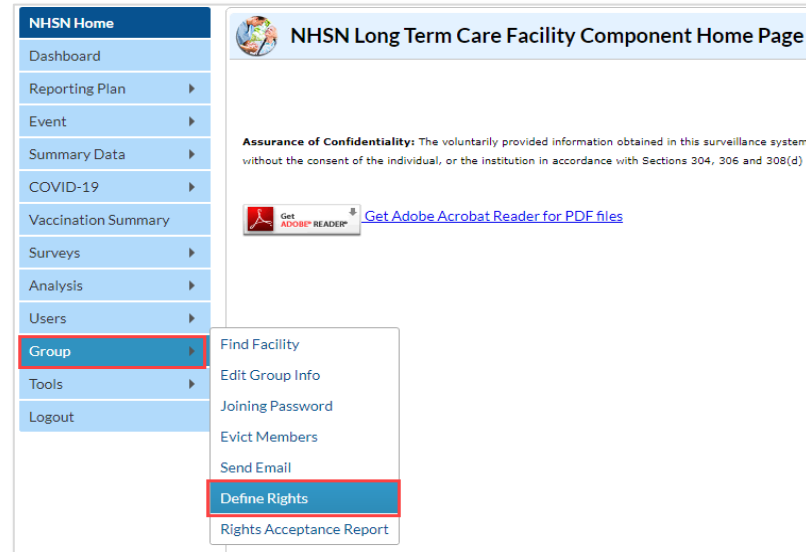 NHSN Home
Dashboard
Reporting Plan
Event
Summary Data
COVID-19
Vaccination Summary
Surveys
Analysis
Users
Group
Tools
Logout
Find Facility
Edit Group Info
Joining Password
Evict Members
Send Email
Define Rights
Rights Acceptance Report
NHSN Long Term Care Facility Component Home Page
Assurance of Confidentiality: The voluntarily provided information obtained in this surveillance system
without the consent of the individual, or the institution in accordance with Sections 304, 306 and 308(d)
Get
ADOBE® READER®
Get Adobe Acrobat Reader for PDF files